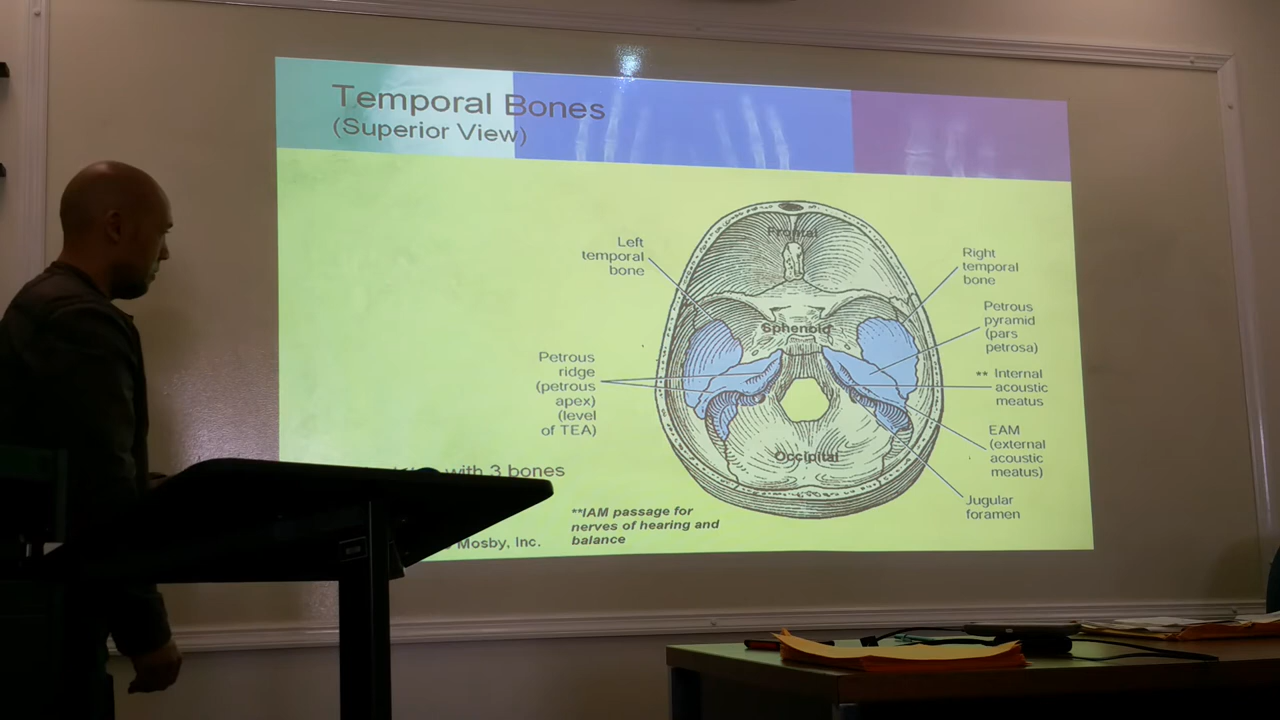 Temporal Bones
(Superior View)
Frontal
Left
temporal
bone
Right
temporal
bone
Sphenoid
Petrous
pyramid
(pars
petrosa)
Petrous
ridge
(petrous
apex)
(level
of TEA)
** Internal
acoustic
meatus
EAM
(external
acoustic
meatus)
Occipital
Jugular
foramen
with 3 bones
**IAM passage for
nerves of hearing and
balance
Mosby, Inc.